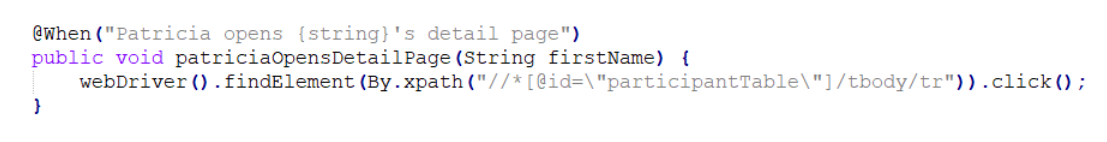 @When("Patricia opens {string}'s detail page")
public void patriciaOpensDetailPage(String firstName) {
    webDriver().findElement(By.xpath("//*[@id=\"participantTable\"]/tbody/tr")).click();
}